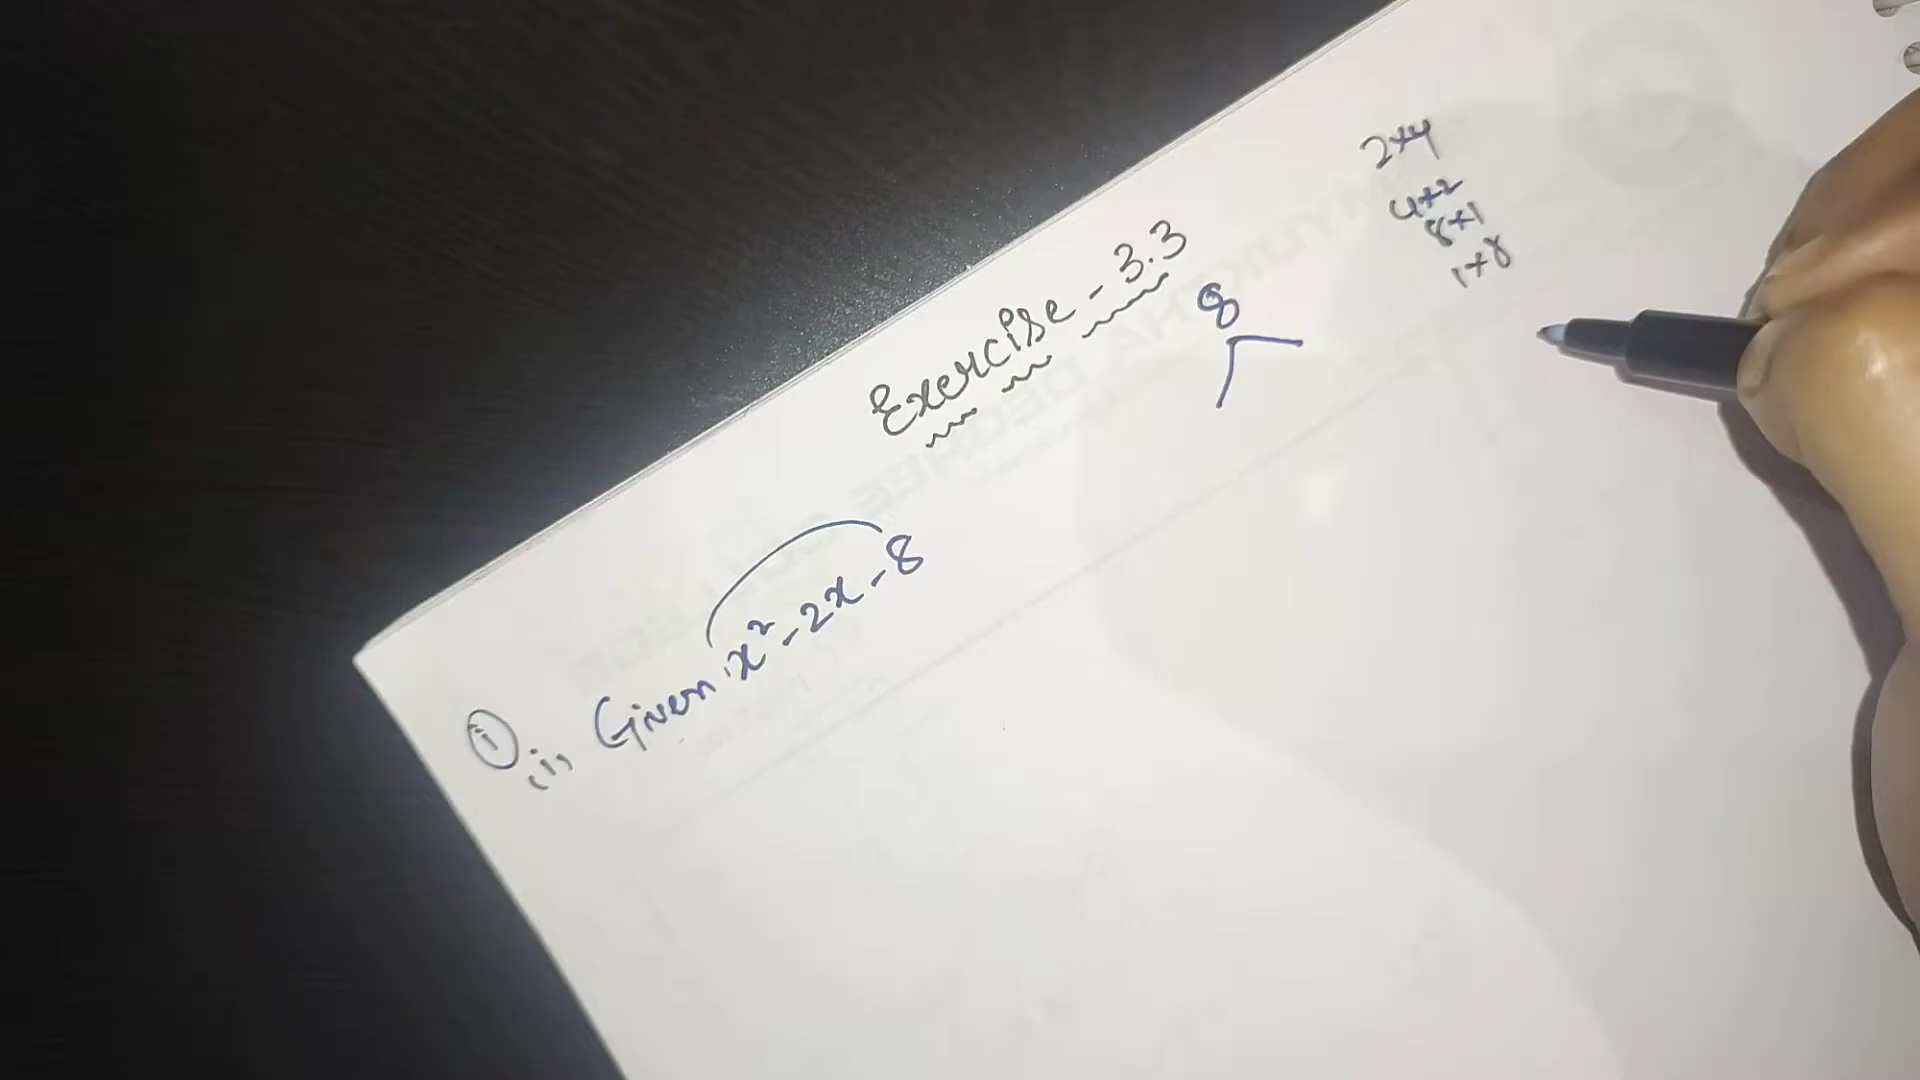 Exercise - 3.3
2×4
4×2
8×1
1×8
8
① (i) Given x² - 2x - 8